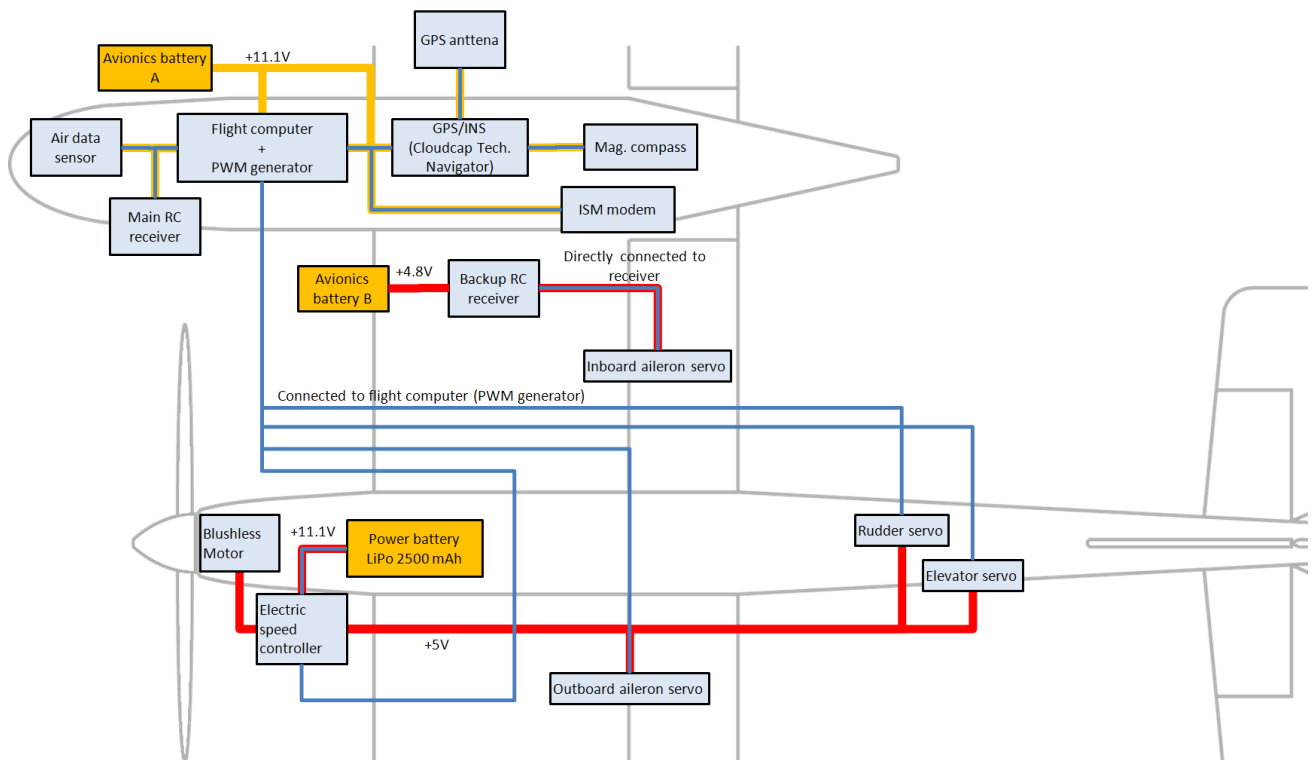 Avionics battery
A
+11.1V
GPS anttena
Air data
sensor
Flight computer
+
PWM generator
GPS/INS
(Cloudcap Tech.
Navigator)
Mag. compass
Main RC
receiver
ISM modem
Avionics
battery B
+4.8V
Backup RC
receiver
Directly connected to
receiver
Inboard aileron servo
Connected to flight computer (PWM generator)
Blushless
Motor
+11.1V
Power battery
LiPo 2500 mAh
Rudder servo
Elevator servo
Electric
speed
controller
+5V
Outboard aileron servo